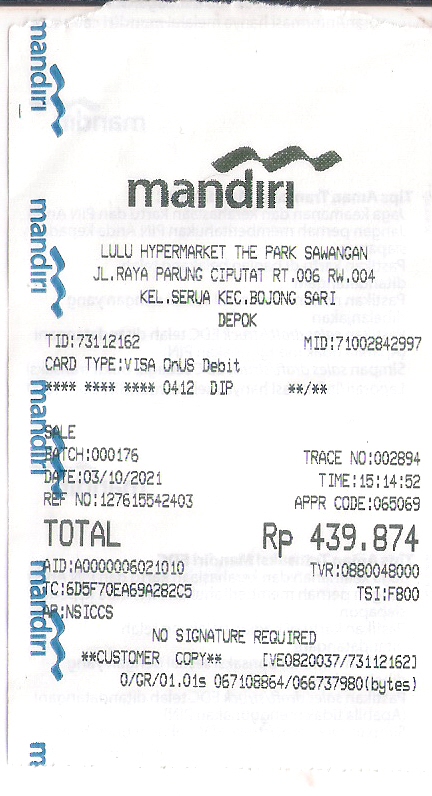 mandiri
LULU HYPERMARKET THE PARK SAWANGAN
JL.RAYA PARUNG CIPUTAT RT.006 RW.004
KEL.SERUA KEC.BOJONG SARI
DEPOK
TID:73112162 MID:71002842997
CARD TYPE:VISA OnUS Debit
**** **** **** 0412 DIP **/**
SALE
BATCH:000176 TRACE NO:002894
DATE:03/10/2021 TIME:15:14:52
REF NO:127615542403 APPR CODE:065069
TOTAL Rp 439.874
AID:A0000006021010 TVR:0880048000
TC:6D5F70EA69A282C5 TSI:F800
AR:NSICCS
NO SIGNATURE REQUIRED
**CUSTOMER COPY** [VE0820037/73112162]
0/GR/01.01s 067108864/066737980(bytes)
mandiri
mandiri
mandiri
mandiri